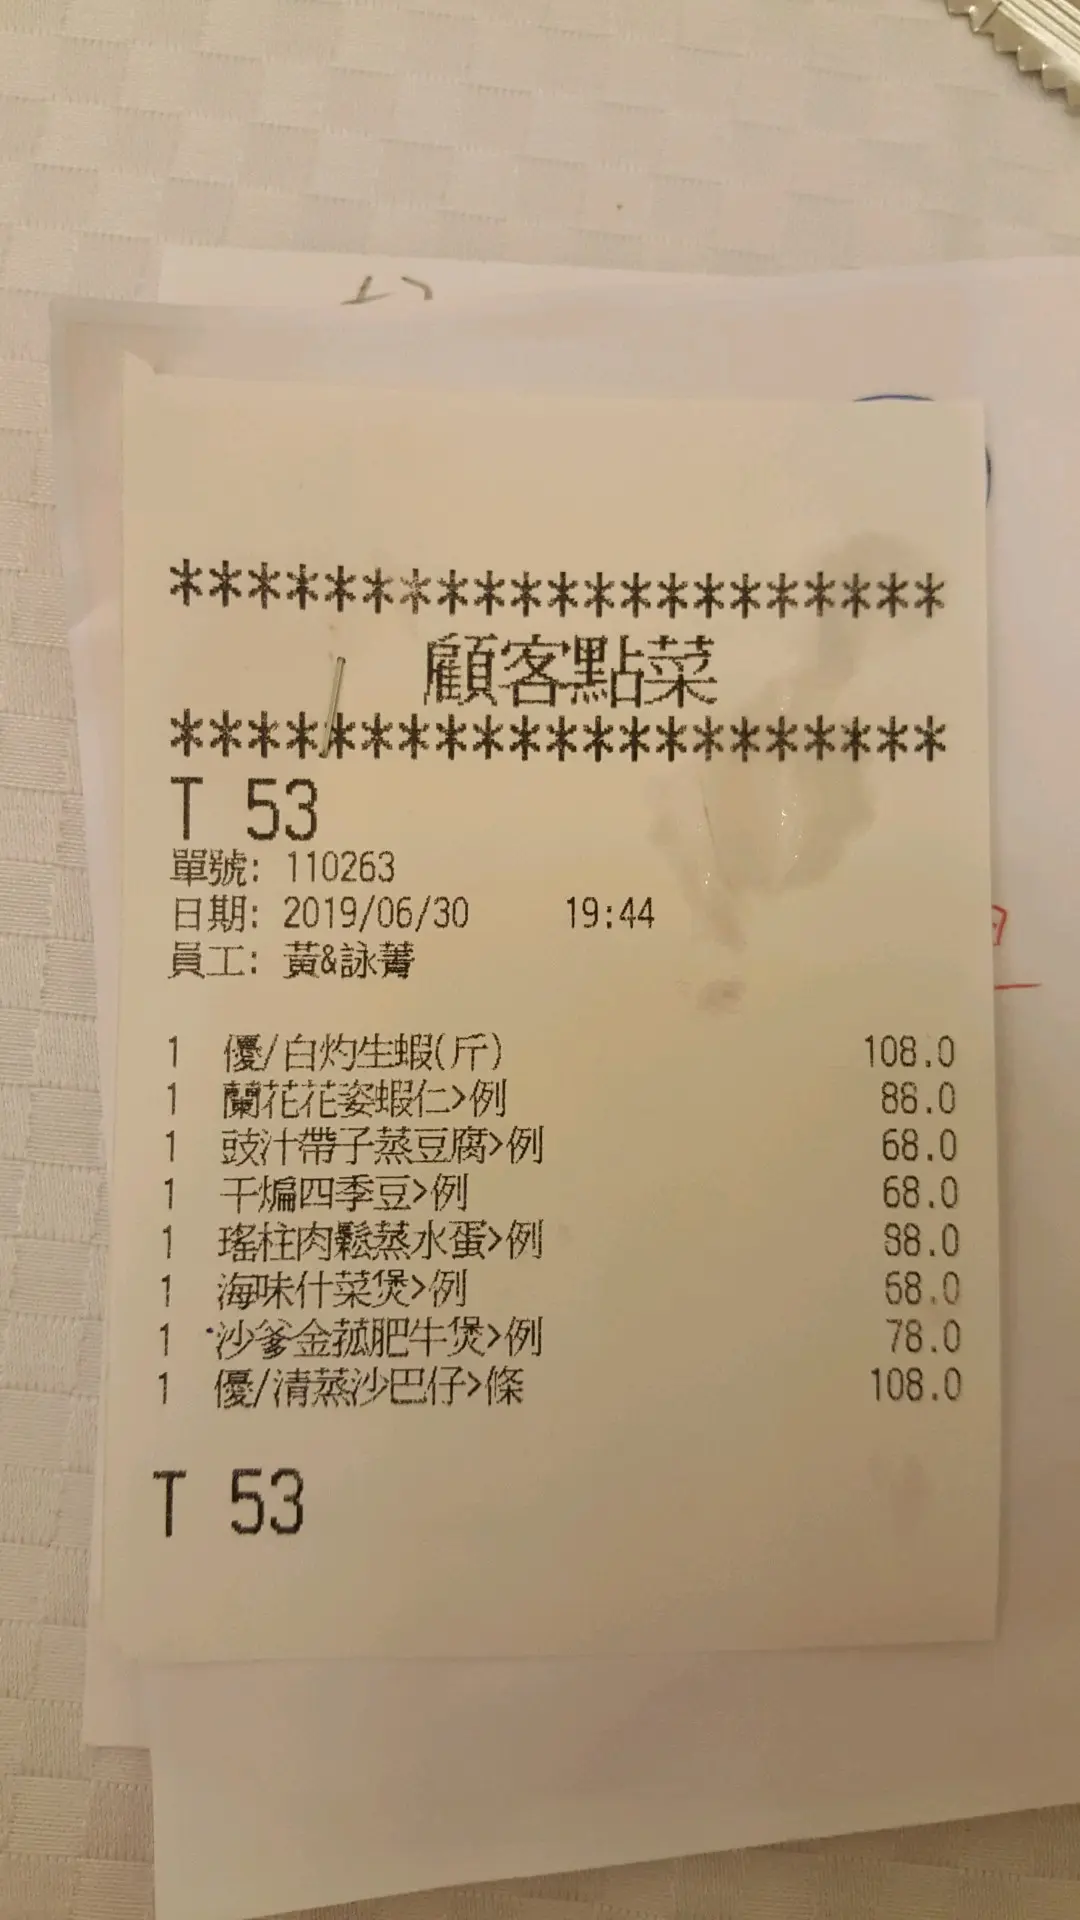 ********************* 
顧客點菜
*********************
T 53
單號: 110263
日期: 2019/06/30 19:44
員工: 黃&詠菁
1 優/白灼生蝦(斤) 108.0
1 蘭花花姿蝦仁>例 88.0
1 豉汁帶子蒸豆腐>例 68.0
1 干煸四季豆>例 68.0
1 瑤柱肉鬆蒸水蛋>例 88.0
1 海味什菜煲>例 68.0
1 沙爹金菰肥牛煲>例 78.0
1 優/清蒸沙巴仔>條 108.0
T 53